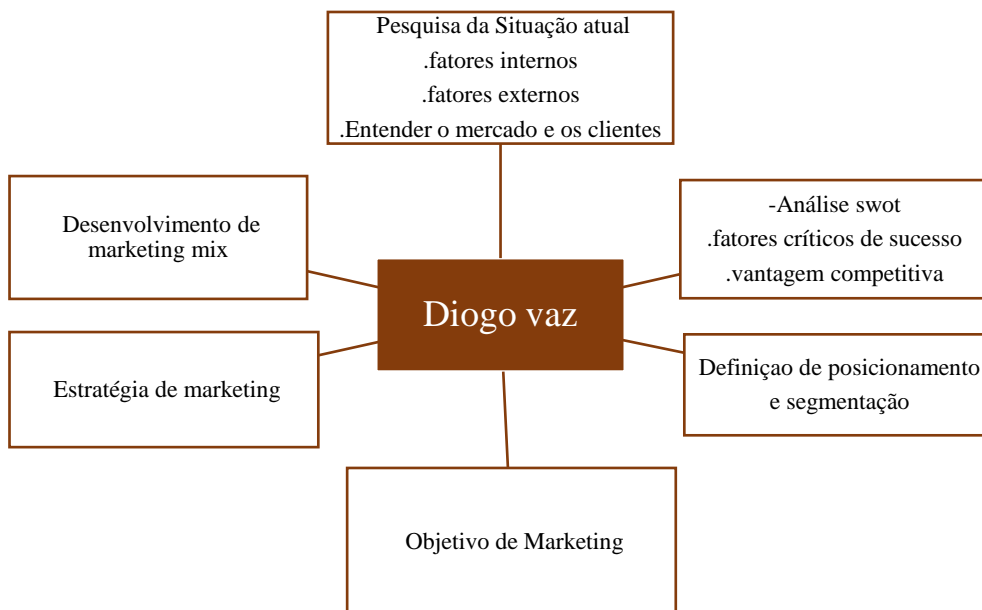 Pesquisa da Situação atual
.fatores internos
.fatores externos
.Entender o mercado e os clientes
-Análise swot
.fatores críticos de sucesso
.vantagem competitiva
Definiçao de posicionamento
e segmentação
Objetivo de Marketing
Estratégia de marketing
Desenvolvimento de
marketing mix
Diogo vaz